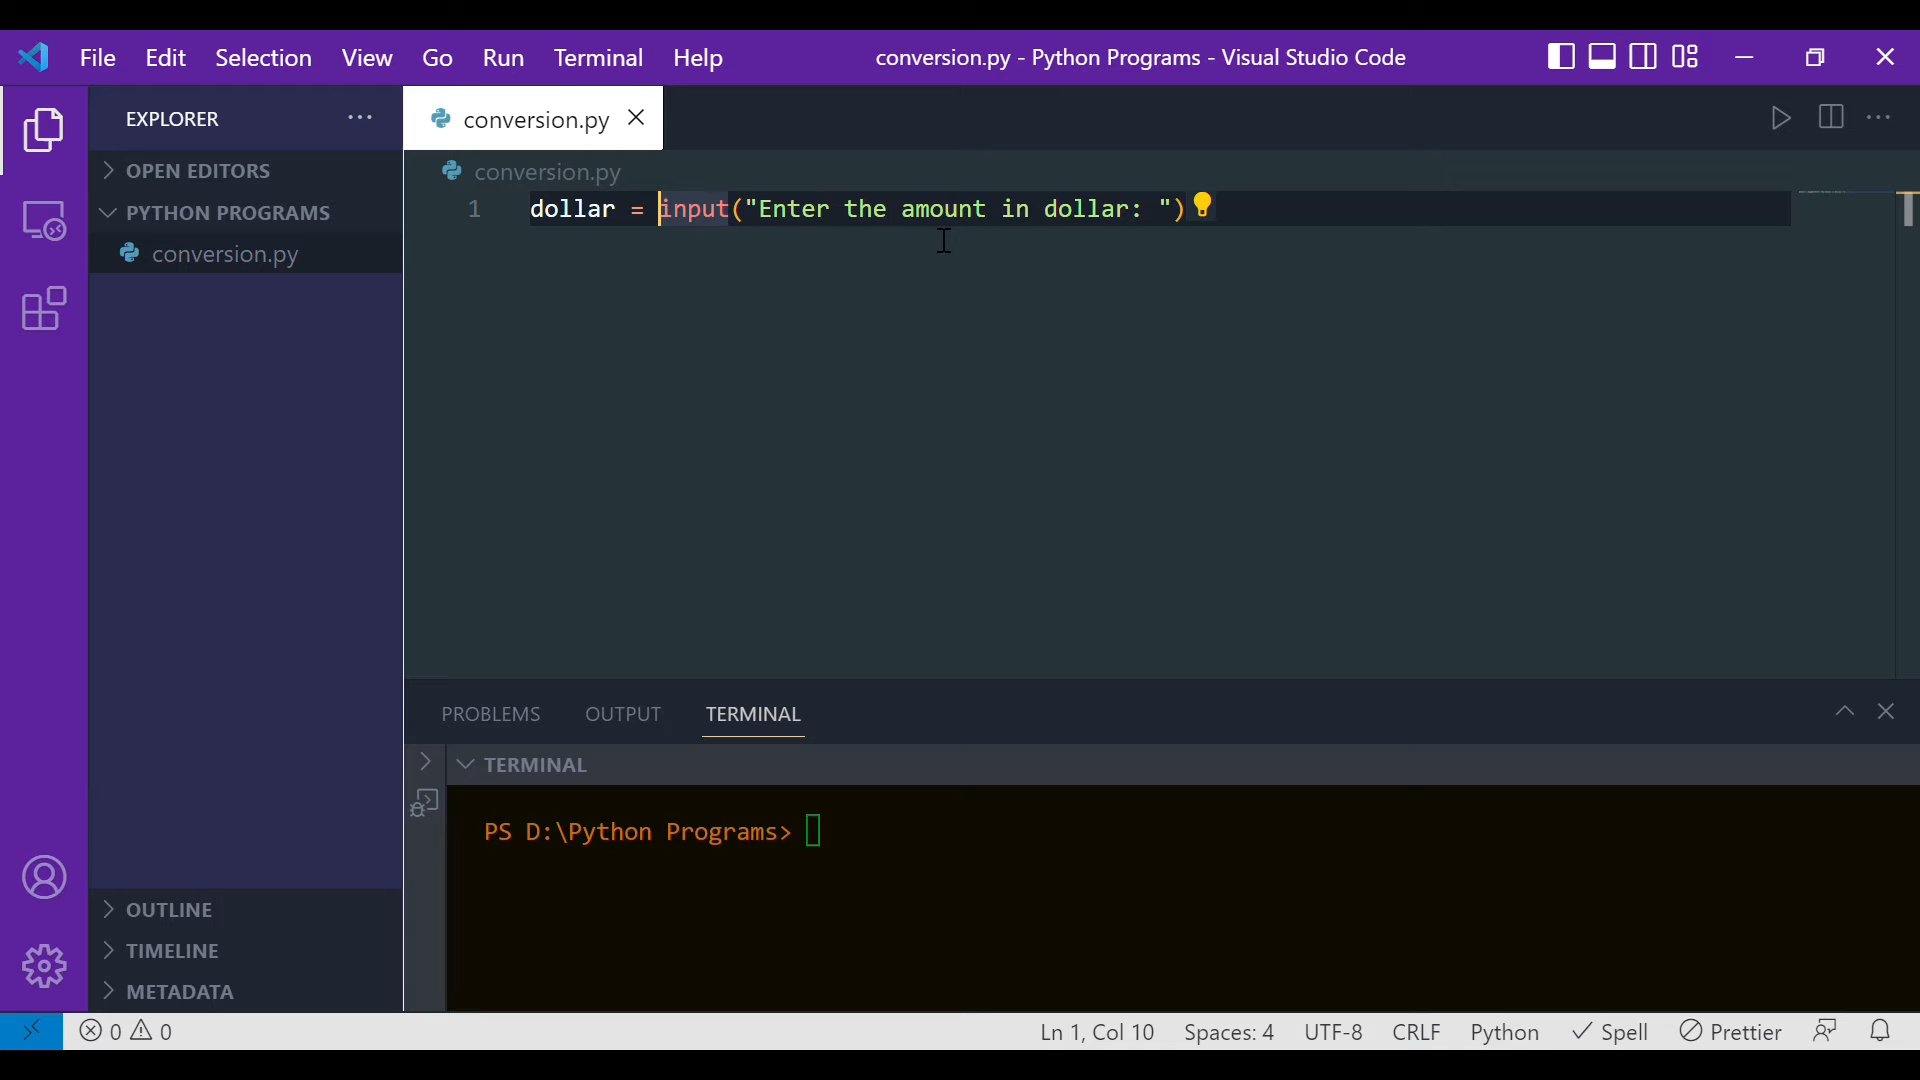 File Edit Selection View Go Run Terminal Help conversion.py - Python Programs - Visual Studio Code
EXPLORER
conversion.py
OPEN EDITORS
PYTHON PROGRAMS
conversion.py
conversion.py
1 dollar = input("Enter the amount in dollar: ")
PROBLEMS OUTPUT TERMINAL
TERMINAL
PS D:\Python Programs>
OUTLINE
TIMELINE
METADATA
0 0 Ln 1, Col 10 Spaces: 4 UTF-8 CRLF Python Spell Prettier